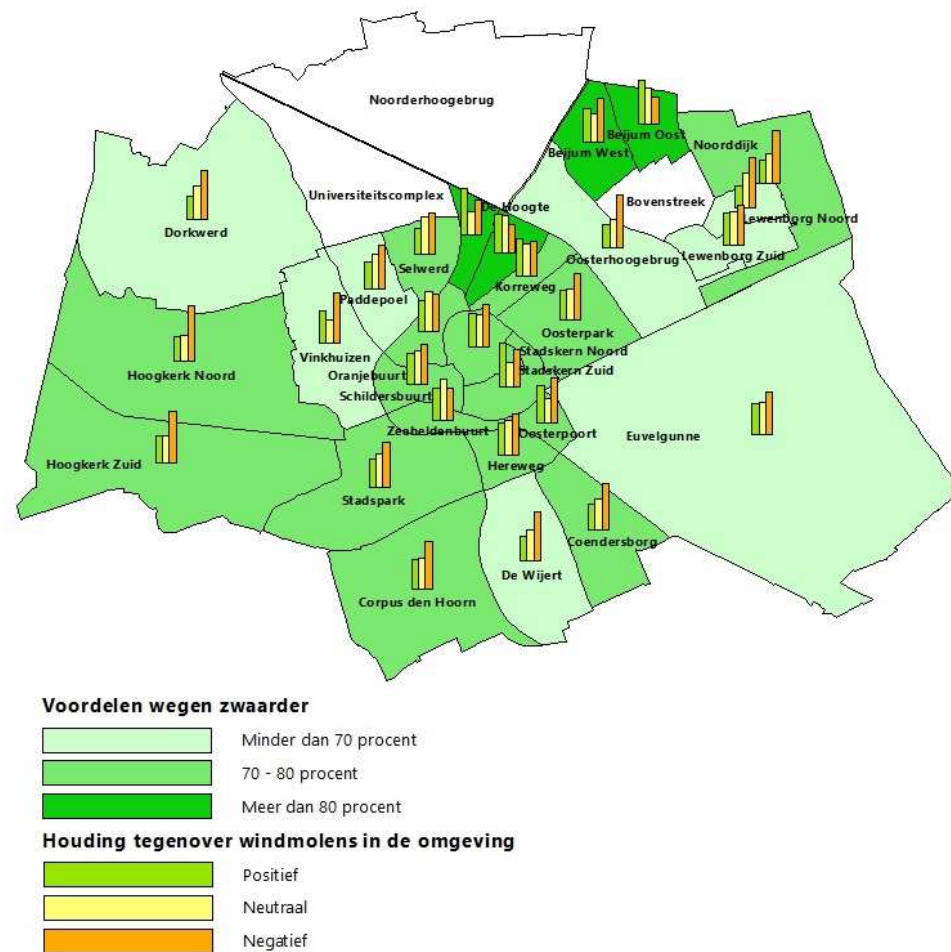 Noorderhoogebrug
Beijum Oost
Beijum West
Noorddijk
Universiteitscomplex
Bovenstreek
De Hoogte
Lewenborg Noord
Dorkwerd
Selwerd
Oosterhoogebrug
Lewenborg Zuid
Paddepoel
Korreweg
Oosterpark
Vinkhuizen
Stadskern Noord
Hoogkerk Noord
Oranjebuurt
Stadskern Zuid
Schildersbuurt
Zeeheldenbuurt
Oosterpoort
Euvelgunne
Hoogkerk Zuid
Hereweg
Stadspark
Coendersborg
De Wijert
Corpus den Hoorn
Voordelen wegen zwaarder
Minder dan 70 procent
70 - 80 procent
Meer dan 80 procent
Houding tegenover windmolens in de omgeving
Positief
Neutraal
Negatief